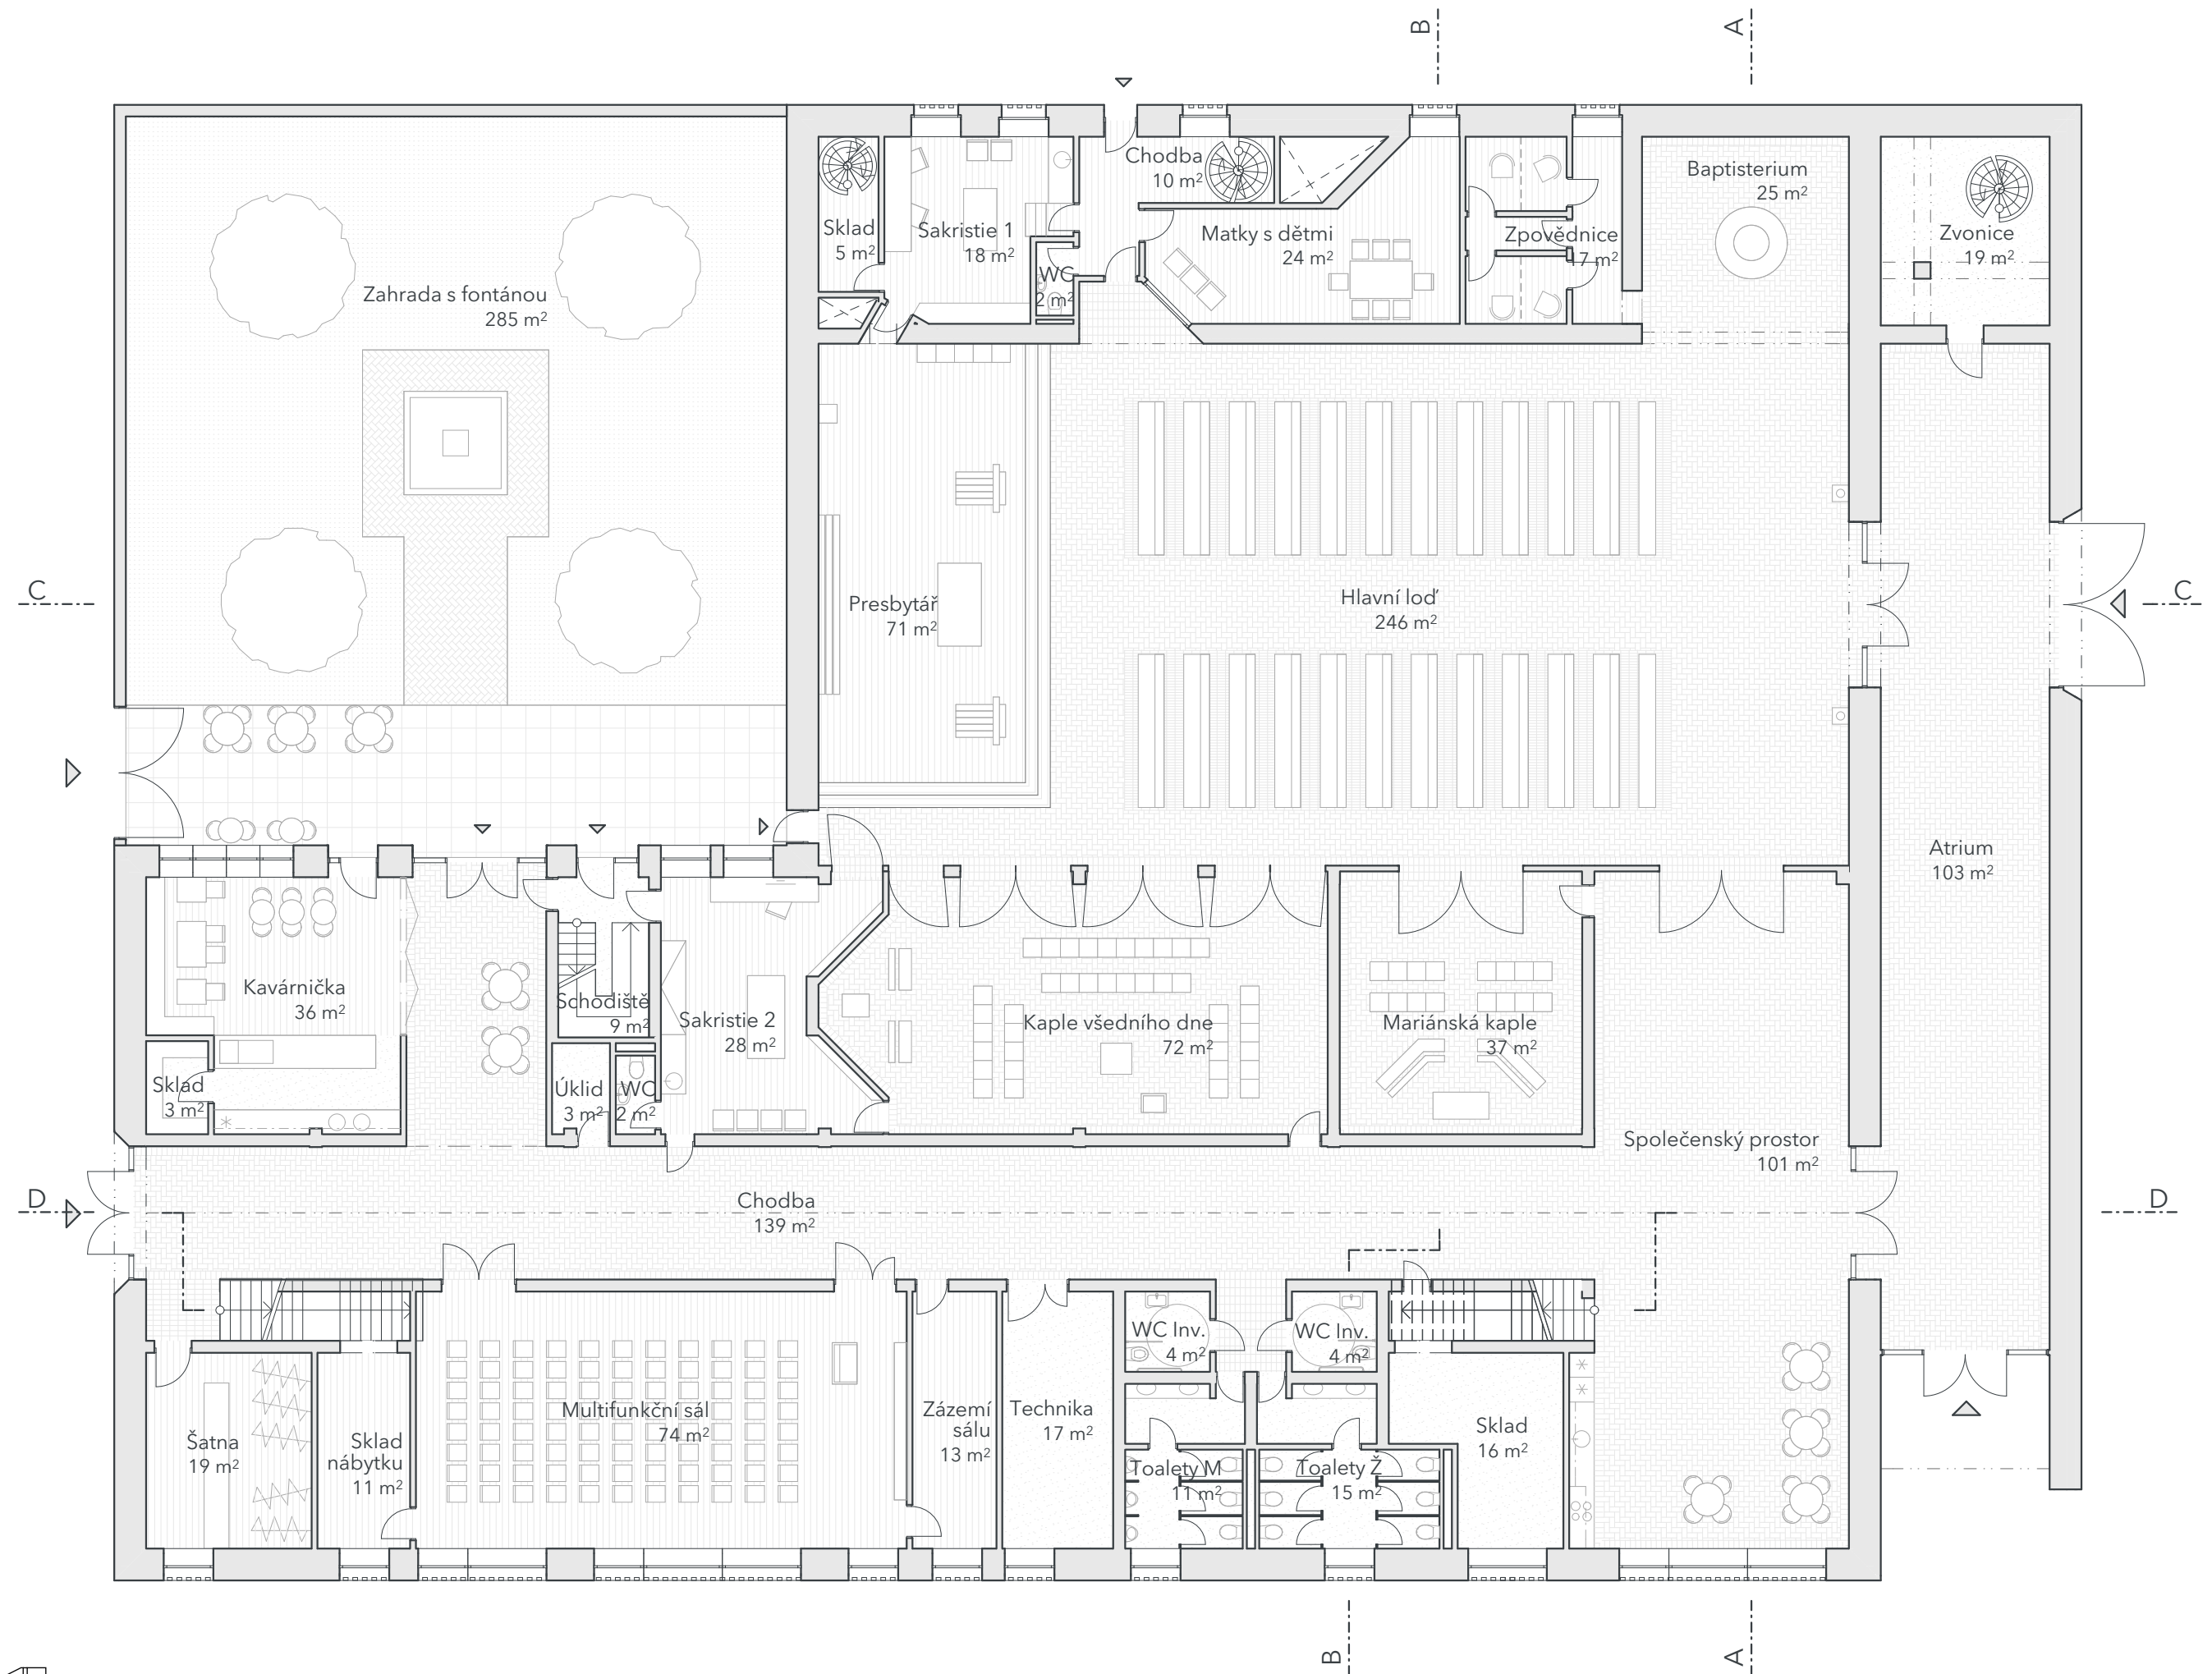 B
A
Chodba
10 m²
Baptisterium
25 m²
Sklad
5 m²
Sakristie 1
18 m²
WC
2 m²
Matky s dětmi
24 m²
Zpovědnice
17 m²
Zvonice
19 m²
Zahrada s fontánou
285 m²
C
C
Presbytář
71 m²
Hlavní loď
246 m²
Atrium
103 m²
Kavárnička
36 m²
Schodiště
9 m²
Sakristie 2
28 m²
Kaple všedního dne
72 m²
Mariánská kaple
37 m²
Sklad
3 m²
Úklid
3 m²
WC
2 m²
Společenský prostor
101 m²
D
D
Chodba
139 m²
WC Inv.
4 m²
WC Inv.
4 m²
Šatna
19 m²
Sklad
nábytku
11 m²
Multifunkční sál
74 m²
Zázemí
sálu
13 m²
Technika
17 m²
Toalety M
11 m²
Toalety Ž
15 m²
Sklad
16 m²
B
A